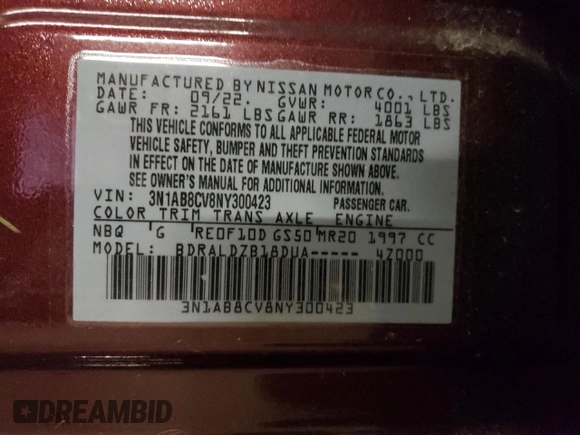 MANUFACTURED BY NISSAN MOTOR CO., LTD.
DATE: 09/22. GVWR: 4001 LBS
GAWR FR: 2161 LBS GAWR RR: 1863 LBS
THIS VEHICLE CONFORMS TO ALL APPLICABLE FEDERAL MOTOR
VEHICLE SAFETY, BUMPER AND THEFT PREVENTION STANDARDS
IN EFFECT ON THE DATE OF MANUFACTURE SHOWN ABOVE.
SEE OWNER'S MANUAL FOR ADDITIONAL INFORMATION.
VIN: 3N1AB8CV8NY300423 PASSENGER CAR.
COLOR TRIM TRANS AXLE ENGINE
NBQ G RE0F10D GS50 MR20 1997 CC
MODEL: BDRALDZB18DUA----- 4Z000
3N1AB8CV8NY300423
DREAMBID